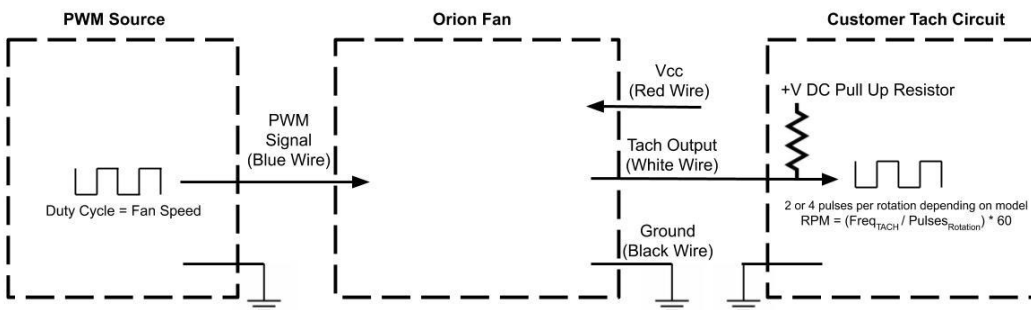 PWM Source
Orion Fan
Customer Tach Circuit
PWM
Signal
(Blue Wire)
Duty Cycle = Fan Speed
Vcc
(Red Wire)
Tach Output
(White Wire)
Ground
(Black Wire)
+V DC Pull Up Resistor
2 or 4 pulses per rotation depending on model
RPM = (FreqTACH / PulsesRotation) * 60